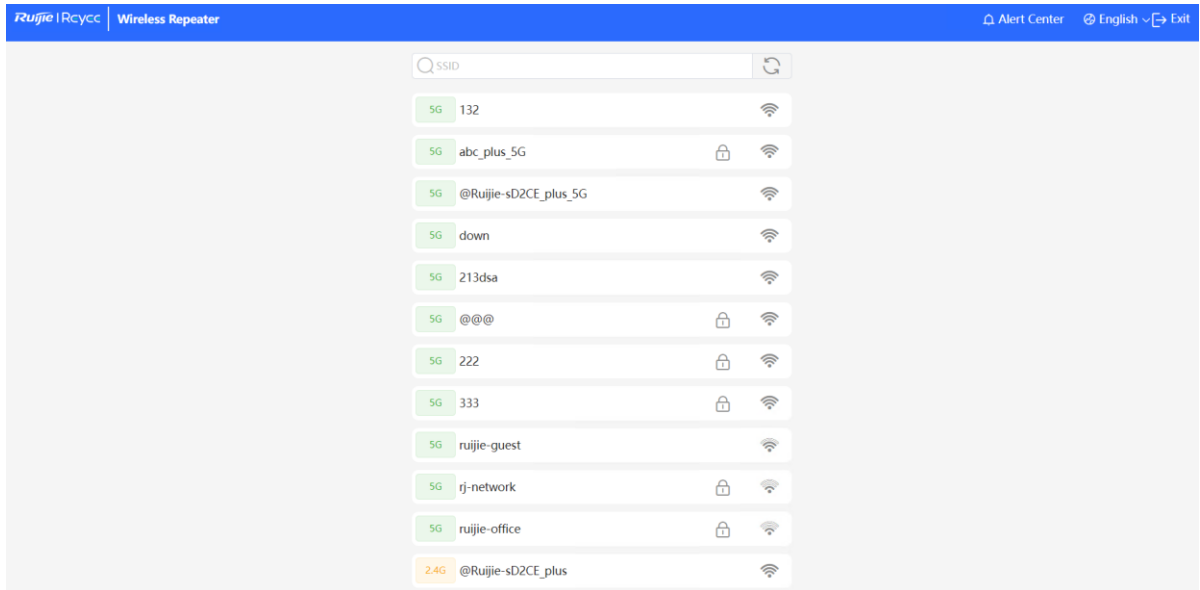 Ruijie | Rcycc Wireless Repeater Alert Center English Exit
SSID
5G 132
5G abc_plus_5G
5G @Ruijie-sD2CE_plus_5G
5G down
5G 213dsa
5G @@@
5G 222
5G 333
5G ruijie-guest
5G rj-network
5G ruijie-office
2.4G @Ruijie-sD2CE_plus